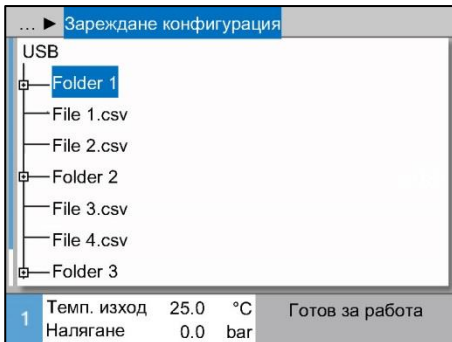 ... ► Зареждане конфигурация
USB
Folder 1
File 1.csv
File 2.csv
Folder 2
File 3.csv
File 4.csv
Folder 3
1
Темп. изход 25.0 °C
Налягане 0.0 bar
Готов за работа